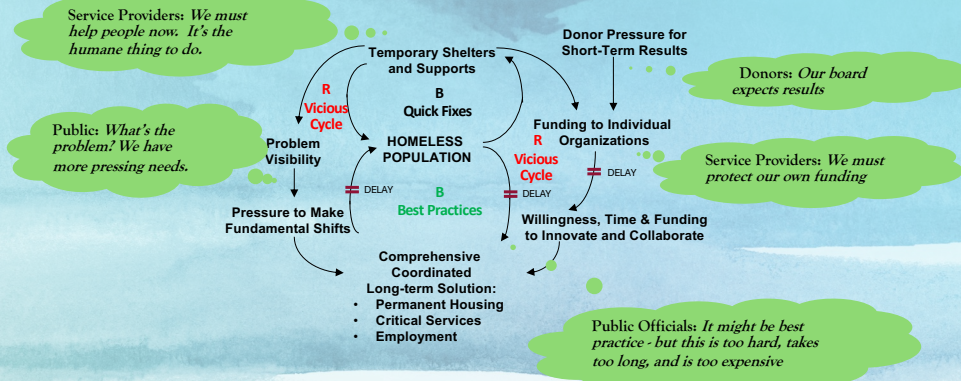 Service Providers: We must
help people now.  It's the
humane thing to do.
Temporary Shelters
and Supports
Donor Pressure for
Short-Term Results
Donors: Our board
expects results
R
Vicious
Cycle
B
Quick Fixes
Public: What's the
problem? We have
more pressing needs.
Problem
Visibility
HOMELESS
POPULATION
Funding to Individual
Organizations
R
Vicious
Cycle
Service Providers: We must
protect our own funding
DELAY
B
Best Practices
DELAY
DELAY
Pressure to Make
Fundamental Shifts
Willingness, Time & Funding
to Innovate and Collaborate
Comprehensive
Coordinated
Long-term Solution:
• Permanent Housing
• Critical Services
• Employment
Public Officials: It might be best
practice - but this is too hard, takes
too long, and is too expensive